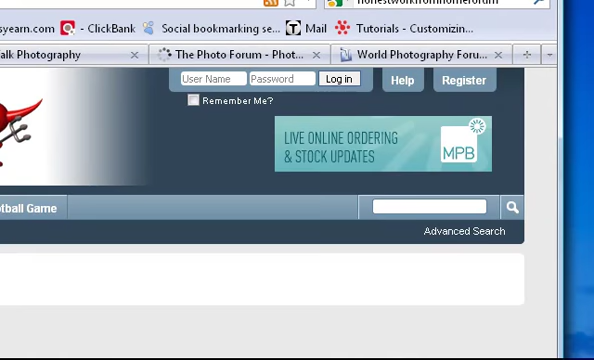 honestworkfromhomeforum
syearn.com - ClickBank Social bookmarking se... Mail Tutorials - Customizin...
alk Photography The Photo Forum - Phot... World Photography Foru...
User Name Password Log in Help Register
Remember Me?
LIVE ONLINE ORDERING
& STOCK UPDATES
MPB
otball Game
Advanced Search